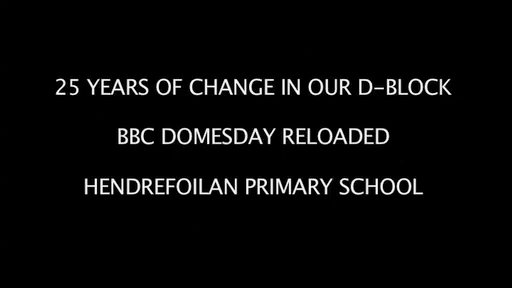 25 YEARS OF CHANGE IN OUR D-BLOCK
BBC DOMESDAY RELOADED
HENDREFOILAN PRIMARY SCHOOL